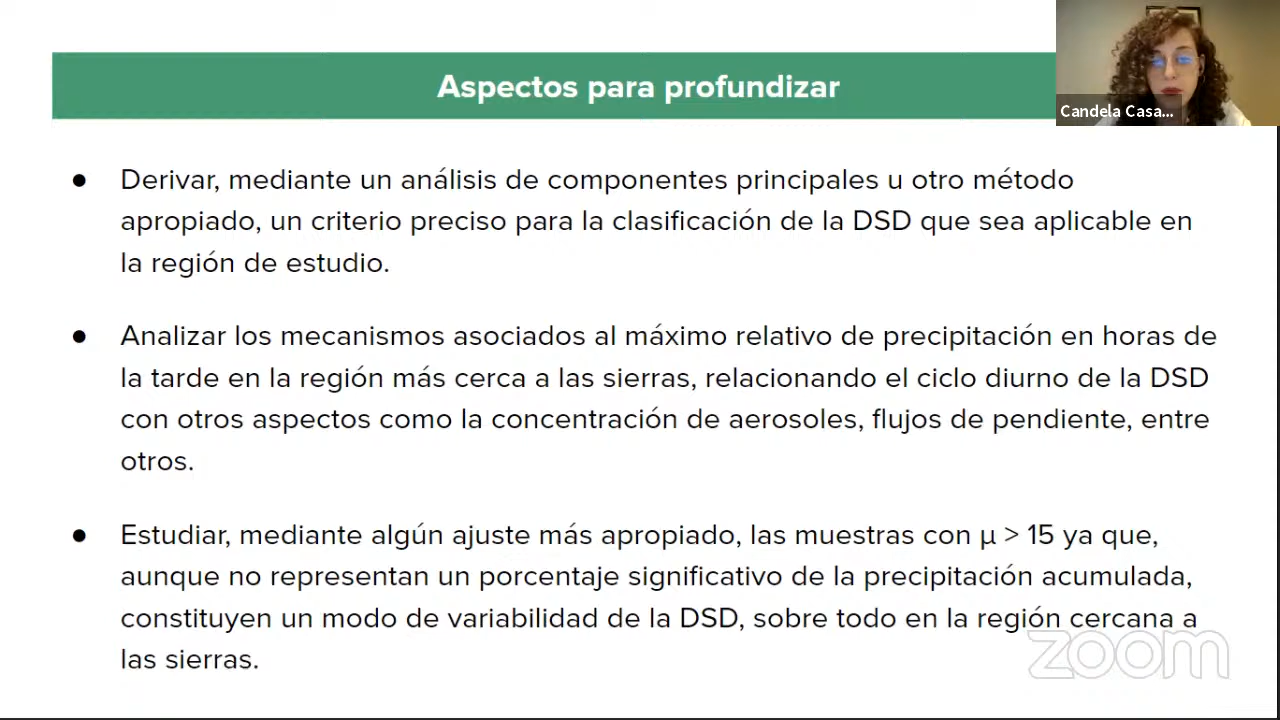 Aspectos para profundizar
Candela Casa...
● Derivar, mediante un análisis de componentes principales u otro método
apropiado, un criterio preciso para la clasificación de la DSD que sea aplicable en
la región de estudio.
● Analizar los mecanismos asociados al máximo relativo de precipitación en horas de
la tarde en la región más cerca a las sierras, relacionando el ciclo diurno de la DSD
con otros aspectos como la concentración de aerosoles, flujos de pendiente, entre
otros.
● Estudiar, mediante algún ajuste más apropiado, las muestras con μ > 15 ya que,
aunque no representan un porcentaje significativo de la precipitación acumulada,
constituyen un modo de variabilidad de la DSD, sobre todo en la región cercana a
las sierras.
zoom